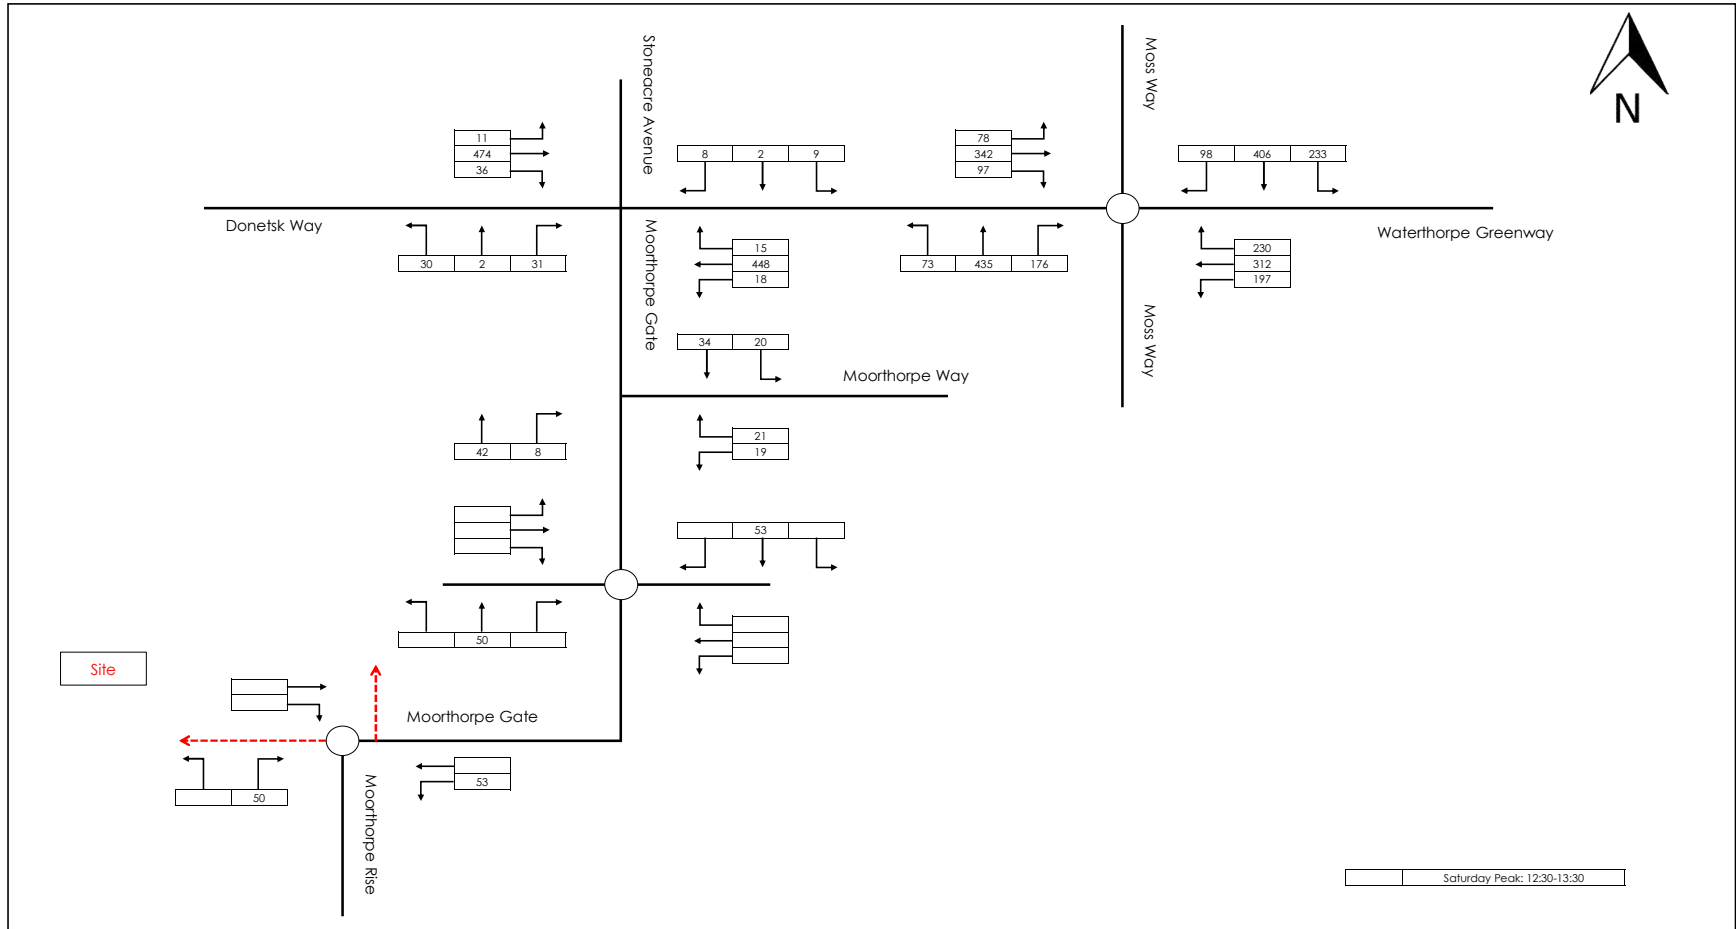 Stoneacre Avenue
Moss Way
N
11
474
36
8 2 9
78
342
97
98 406 233
Donetsk Way
Moorthorpe Gate
Waterthorpe Greenway
30 2 31
15
448
18
73 435 176
230
312
197
Moss Way
34 20
Moorthorpe Way
42 8
21
19
53
50
Site
Moorthorpe Gate
53
50
Moorthorpe Rise
Saturday Peak: 12:30-13:30